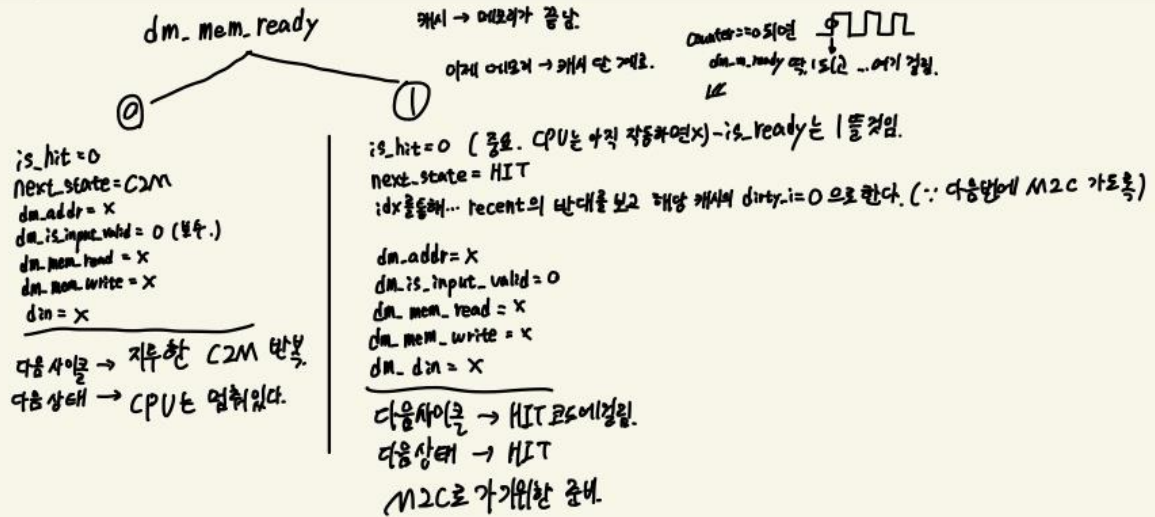 dm_mem_ready
캐시 → 메모리가 끝남.
이제 메모리 → 캐시 단계로.
counter==0 되면
dm_m.ready 딱 1되고 ...여기 걸림.
0
1
is_hit = 0
next_state = C2M
dm_addr = x
dm_is_input_valid = 0 (보수.)
dm_mem_read = x
dm_mem_write = x
din = x
다음사이클 → 지루한 C2M 반복.
다음상태 → CPU는 멈춰있다.
is_hit = 0 (중요. CPU는 아직 작동하면x) - is_ready는 1 뜰것임.
next_state = HIT
idx를통해... recent의 반대를 보고 해당 캐시의 dirty_i = 0 으로 한다. (∵ 다음번에 M2C 가도록)
dm_addr = x
dm_is_input_valid = 0
dm_mem_read = x
dm_mem_write = x
dm_din = x
다음사이클 → HIT 코드에걸림.
다음상태 → HIT
M2C로 가기위한 준비.